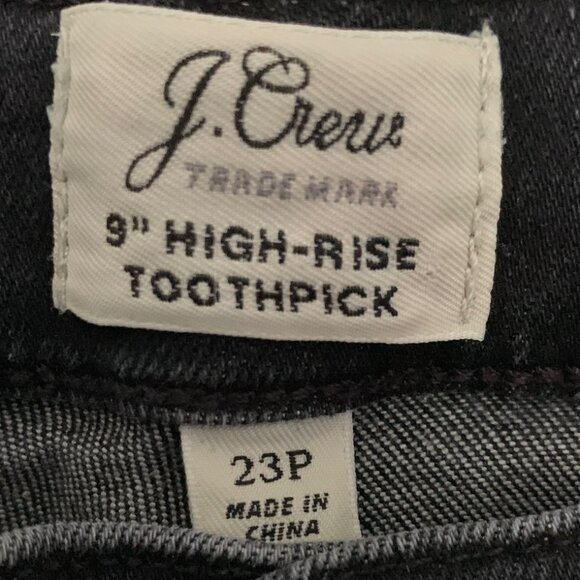 J.Crew
TRADE MARK
9" HIGH-RISE
TOOTHPICK
23P
MADE IN
CHINA